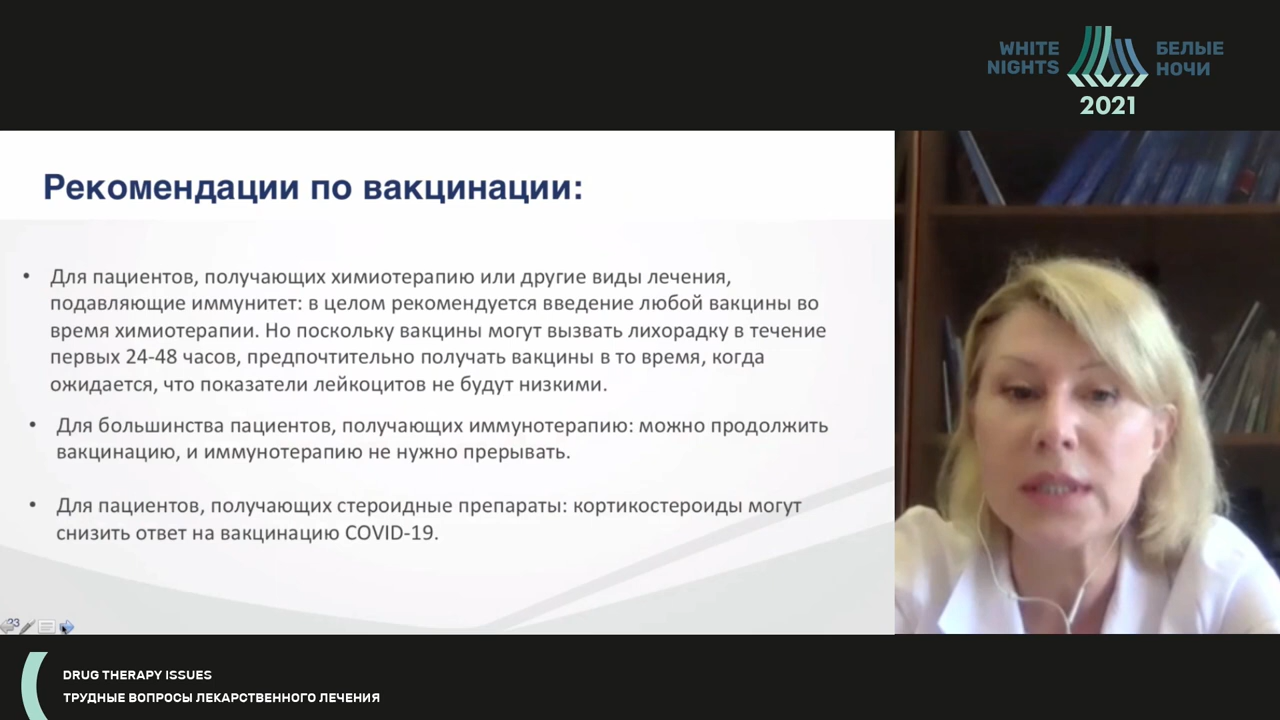 WHITE
NIGHTS
БЕЛЫЕ
НОЧИ
2021
Рекомендации по вакцинации:
• Для пациентов, получающих химиотерапию или другие виды лечения,
подавляющие иммунитет: в целом рекомендуется введение любой вакцины во
время химиотерапии. Но поскольку вакцины могут вызвать лихорадку в течение
первых 24-48 часов, предпочтительно получать вакцины в то время, когда
ожидается, что показатели лейкоцитов не будут низкими.
• Для большинства пациентов, получающих иммунотерапию: можно продолжить
вакцинацию, и иммунотерапию не нужно прерывать.
• Для пациентов, получающих стероидные препараты: кортикостероиды могут
снизить ответ на вакцинацию COVID-19.
23
DRUG THERAPY ISSUES
ТРУДНЫЕ ВОПРОСЫ ЛЕКАРСТВЕННОГО ЛЕЧЕНИЯ